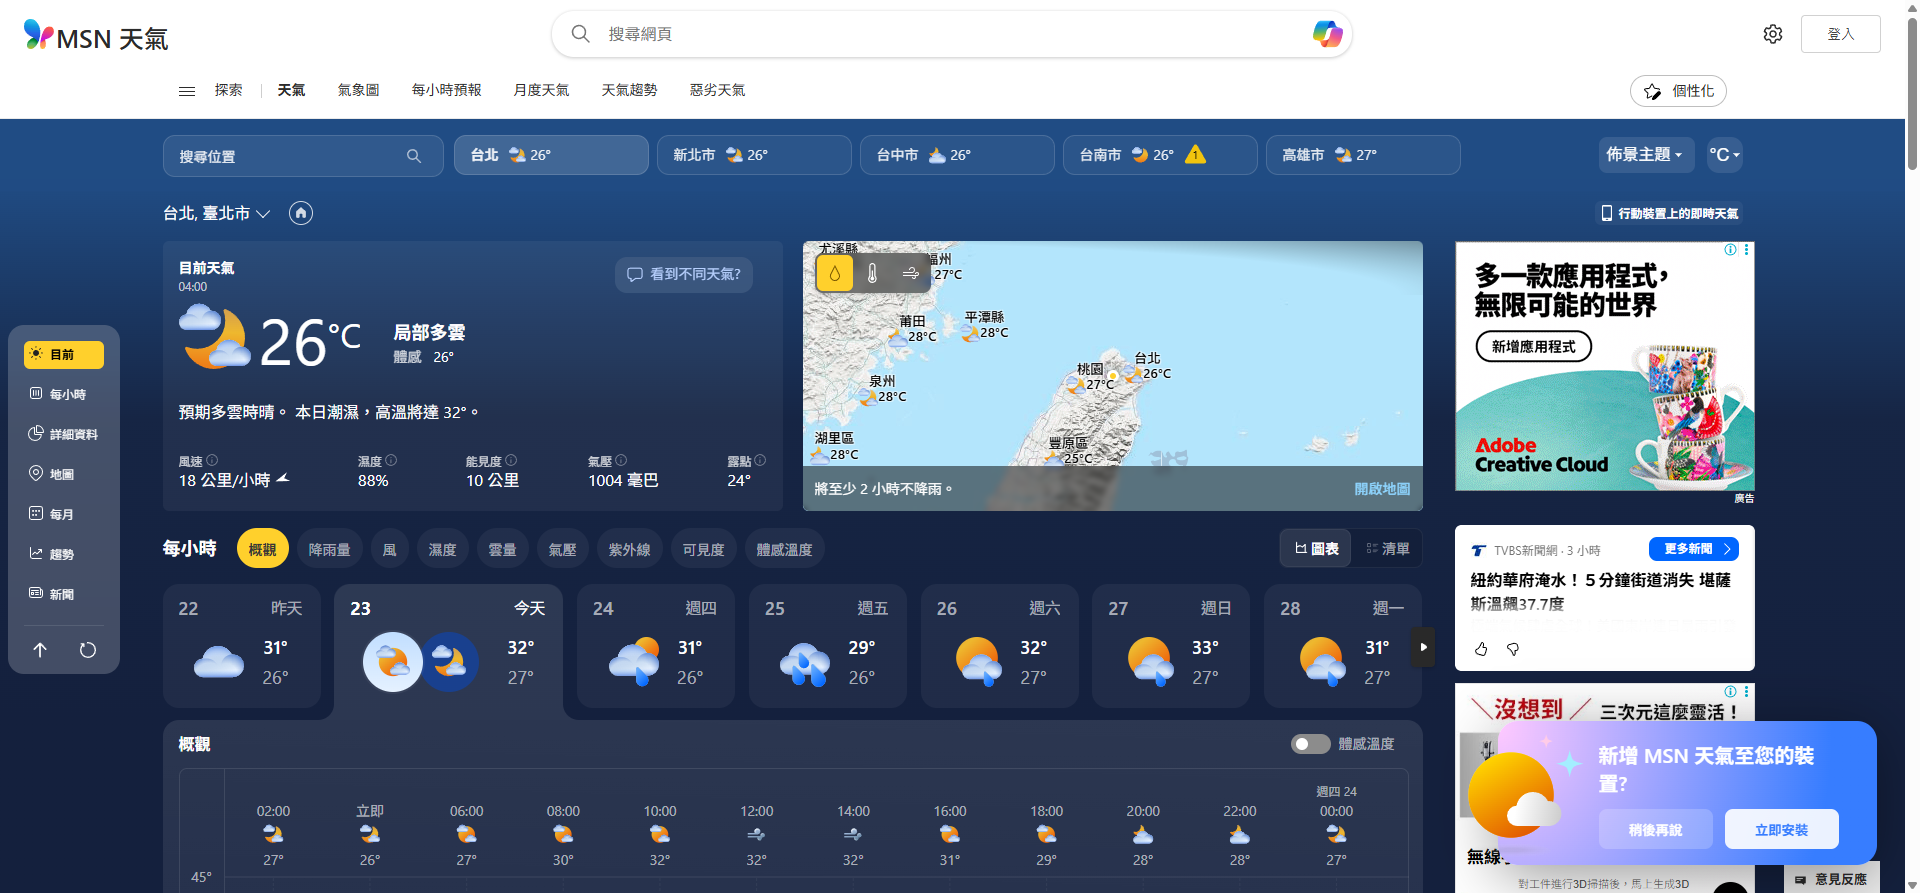 MSN 天氣
搜尋網頁
登入
探索
天氣
氣象圖
每小時預報
月度天氣
天氣趨勢
惡劣天氣
個性化
搜尋位置
台北 26°
新北市 26°
台中市 26°
台南市 26° 1
高雄市 27°
佈景主題
°C
台北, 臺北市
行動裝置上的即時天氣
目前
每小時
詳細資料
地圖
每月
趨勢
新聞
目前天氣
04:00
看到不同天氣?
26°C
局部多雲
體感 26°
預期多雲時晴。 本日潮濕，高溫將達 32°。
風速
18 公里/小時
濕度
88%
能見度
10 公里
氣壓
1004 毫巴
露點
24°
尤溪縣
福州
27°C
莆田
28°C
平潭縣
28°C
泉州
28°C
湖里區
28°C
桃園
27°C
台北
26°C
豐原區
25°C
將至少 2 小時不降雨。
開啟地圖
多一款應用程式，
無限可能的世界
新增應用程式
Adobe
Creative Cloud
廣告
每小時
概觀
降雨量
風
濕度
雲量
氣壓
紫外線
可見度
體感溫度
圖表
清單
22 昨天
31°
26°
23 今天
32°
27°
24 週四
31°
26°
25 週五
29°
26°
26 週六
32°
27°
27 週日
33°
27°
28 週一
31°
27°
TVBS新聞網 · 3 小時
更多新聞
紐約華府淹水！５分鐘街道消失 堪薩
斯溫飆37.7度
概觀
體感溫度
週四 24
02:00 立即 06:00 08:00 10:00 12:00 14:00 16:00 18:00 20:00 22:00 00:00
27° 26° 27° 30° 32° 32° 32° 31° 29° 28° 28° 27°
45°
沒想到
三次元這麼靈活！
新增 MSN 天氣至您的裝
置?
稍後再說
立即安裝
無線
對工件進行3D掃描後，馬上生成3D
意見反應